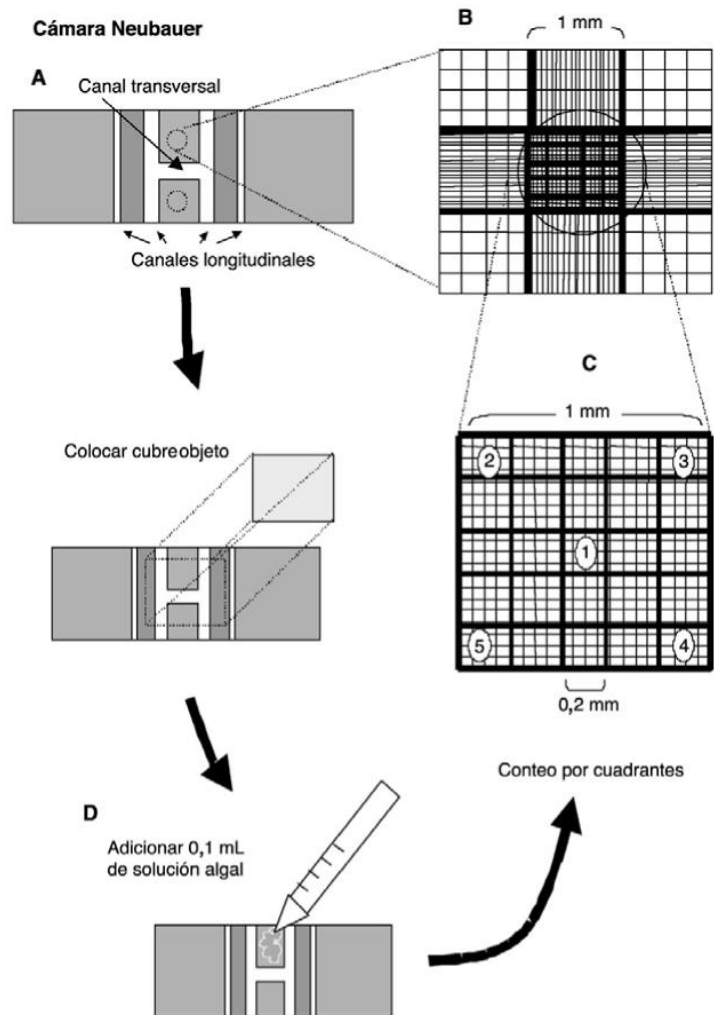 Cámara Neubauer
A
Canal transversal
Canales longitudinales
B
1 mm
C
1 mm
2
3
1
5
4
0,2 mm
Colocar cubreobjeto
D
Adicionar 0,1 mL
de solución algal
Conteo por cuadrantes